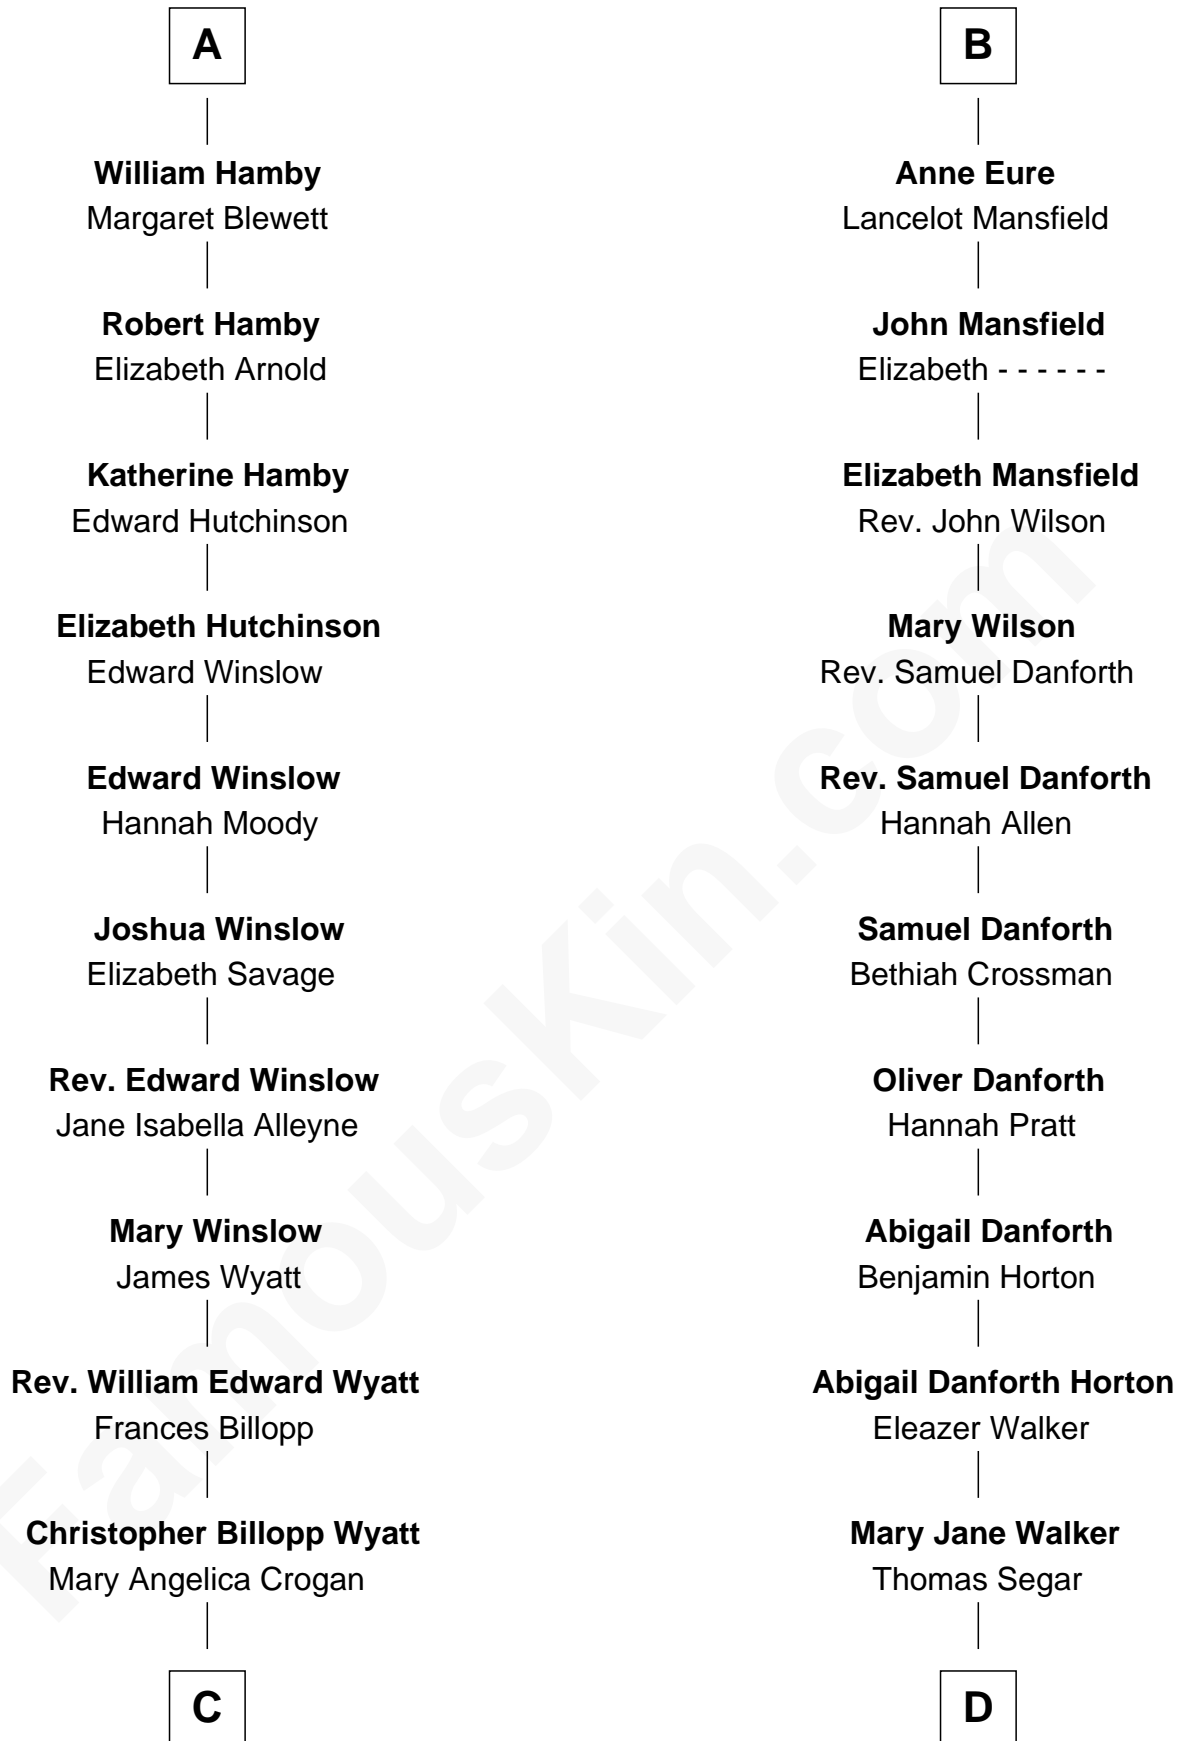 A
William Hamby
Margaret Blewett
Robert Hamby
Elizabeth Arnold
Katherine Hamby
Edward Hutchinson
Elizabeth Hutchinson
Edward Winslow
Edward Winslow
Hannah Moody
Joshua Winslow
Elizabeth Savage
Rev. Edward Winslow
Jane Isabella Alleyne
Mary Winslow
James Wyatt
Rev. William Edward Wyatt
Frances Billopp
Christopher Billopp Wyatt
Mary Angelica Crogan
C
B
Anne Eure
Lancelot Mansfield
John Mansfield
Elizabeth - - - - - -
Elizabeth Mansfield
Rev. John Wilson
Mary Wilson
Rev. Samuel Danforth
Rev. Samuel Danforth
Hannah Allen
Samuel Danforth
Bethiah Crossman
Oliver Danforth
Hannah Pratt
Abigail Danforth
Benjamin Horton
Abigail Danforth Horton
Eleazer Walker
Mary Jane Walker
Thomas Segar
D
FamousKin.com